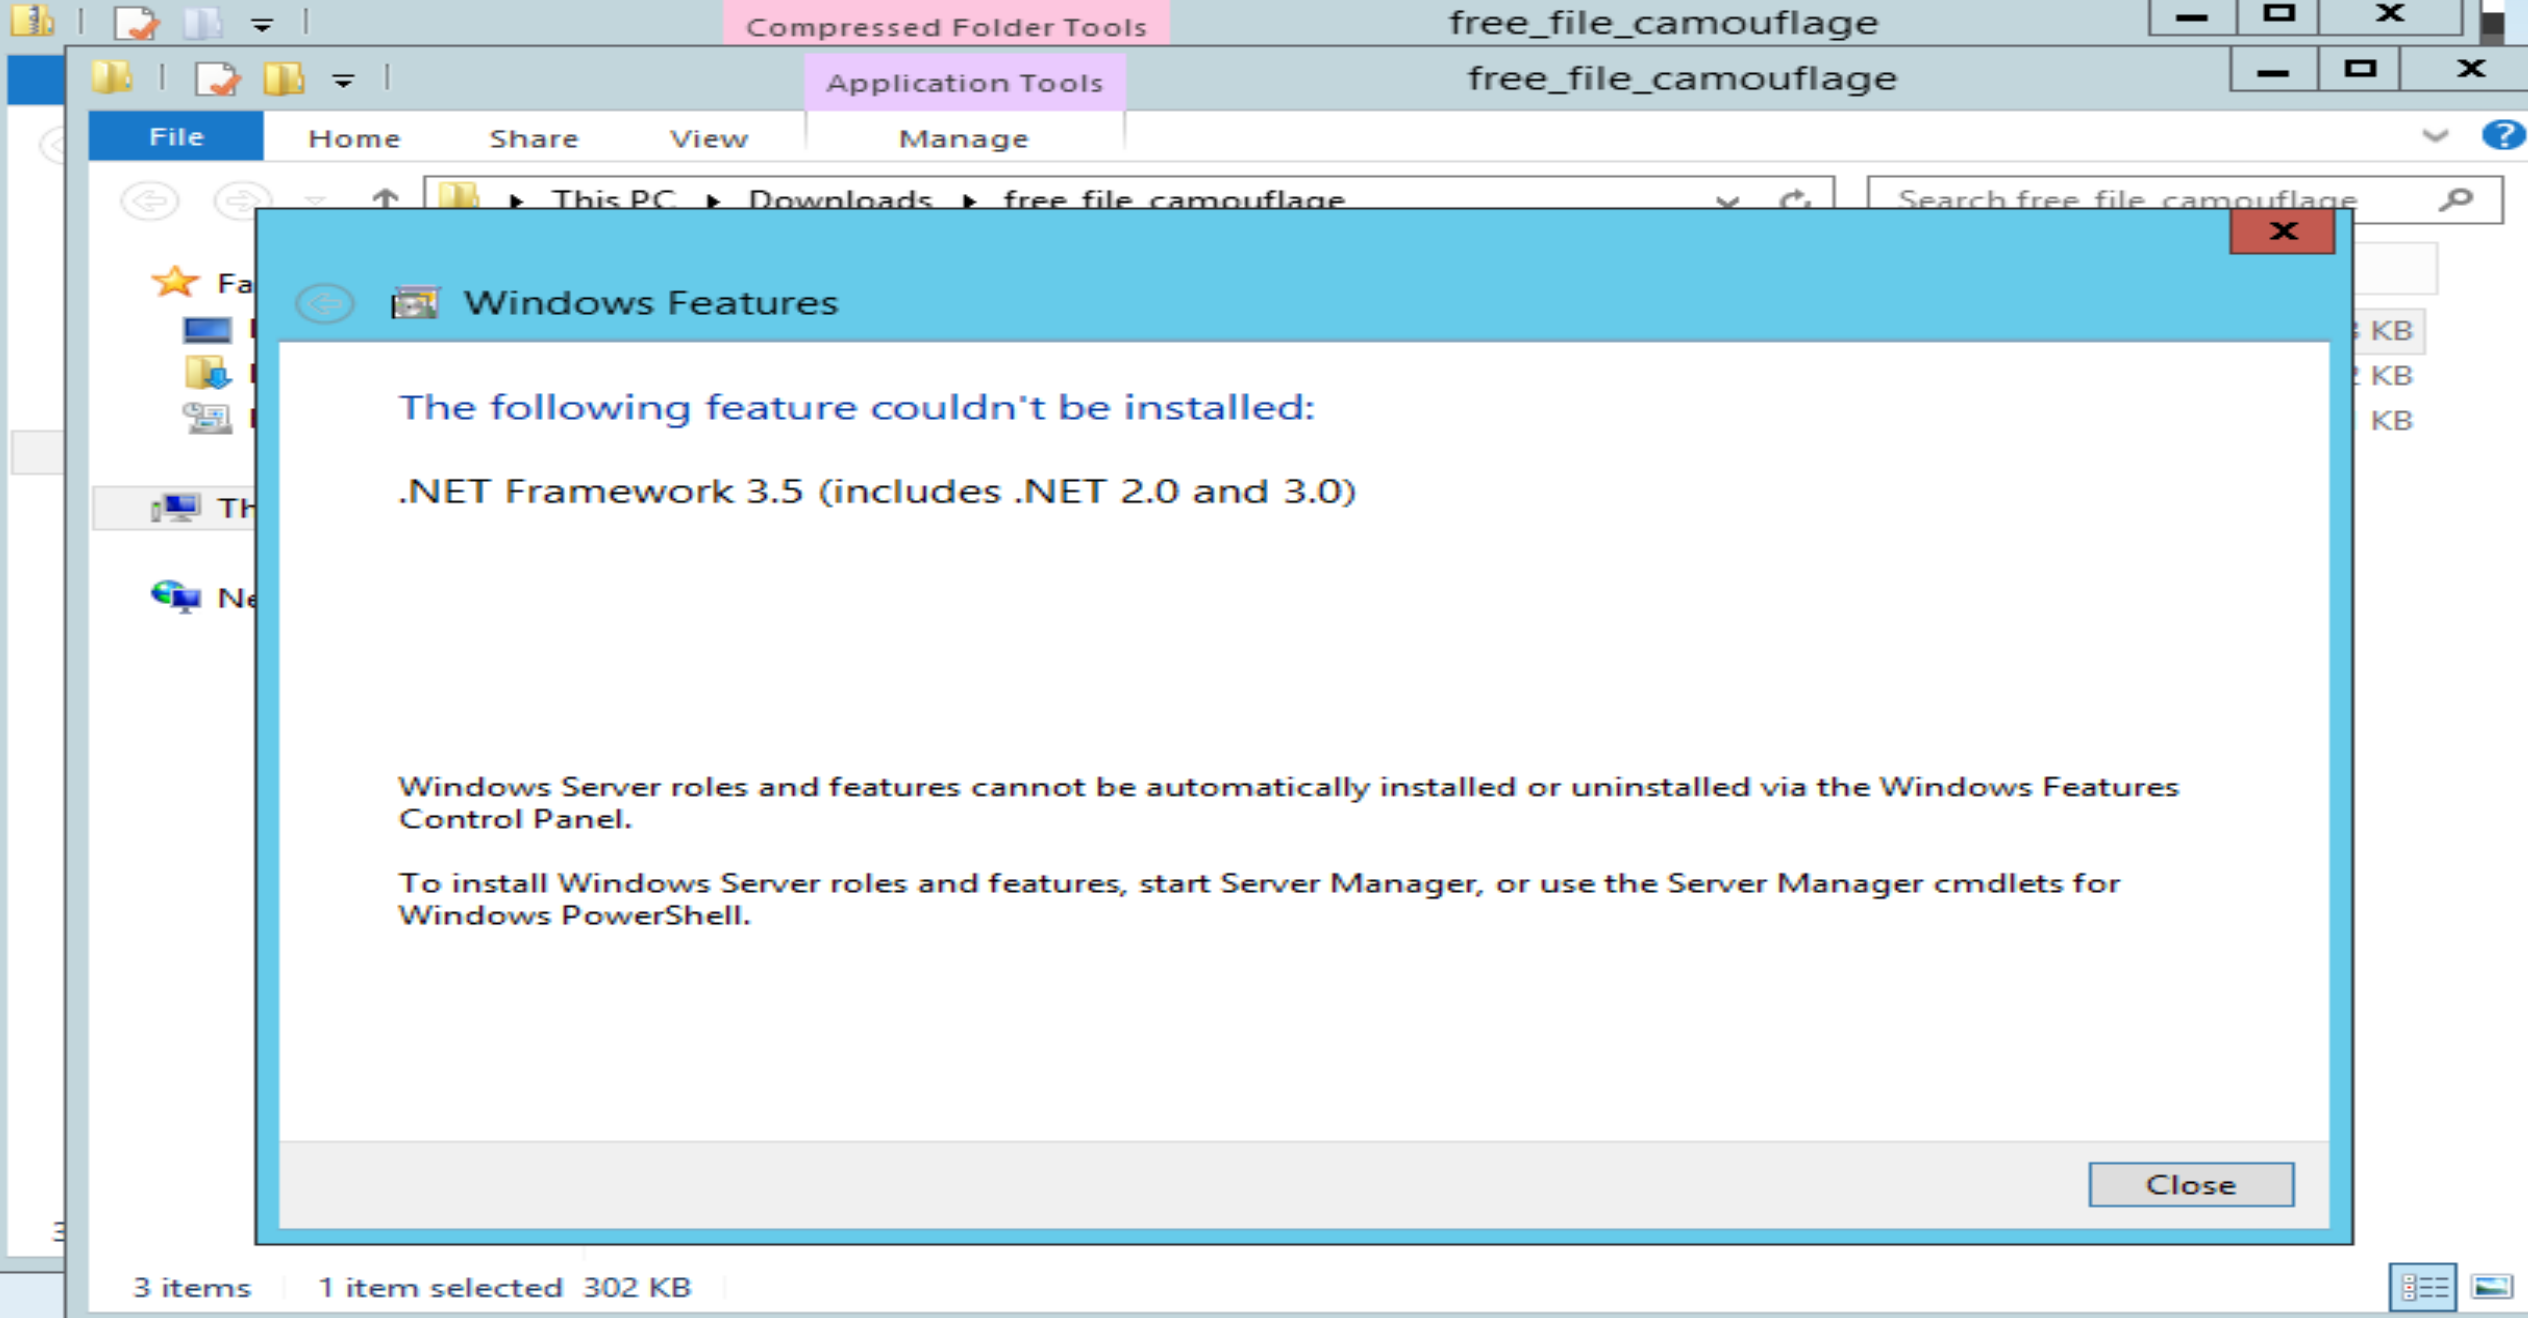 Compressed Folder Tools free_file_camouflage
Application Tools free_file_camouflage
File Home Share View Manage
This PC Downloads free_file_camouflage Search free_file_camouflage
Windows Features
The following feature couldn't be installed:
.NET Framework 3.5 (includes .NET 2.0 and 3.0)
KB
KB
KB
Windows Server roles and features cannot be automatically installed or uninstalled via the Windows Features
Control Panel.
To install Windows Server roles and features, start Server Manager, or use the Server Manager cmdlets for
Windows PowerShell.
Close
3 items 1 item selected 302 KB